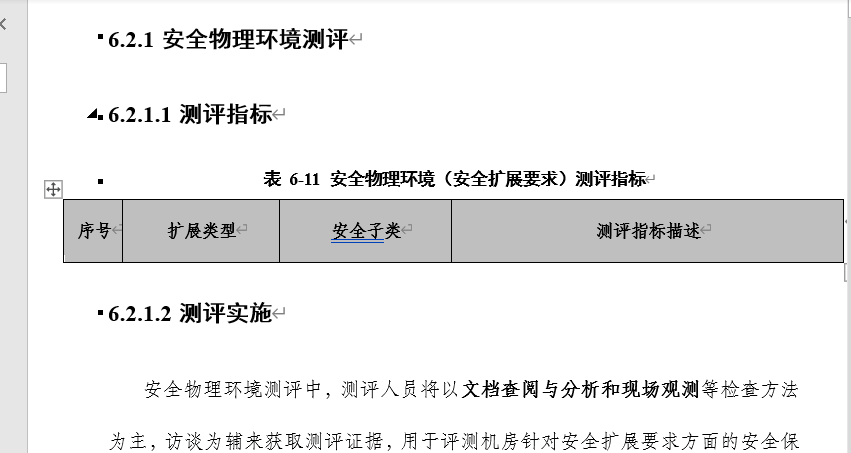 6.2.1 安全物理环境测评
6.2.1.1 测评指标
表 6-11 安全物理环境（安全扩展要求）测评指标
序号 扩展类型 安全子类 测评指标描述
6.2.1.2 测评实施
安全物理环境测评中，测评人员将以文档查阅与分析和现场观测等检查方法
为主，访谈为辅来获取测评证据，用于评测机房针对安全扩展要求方面的安全保